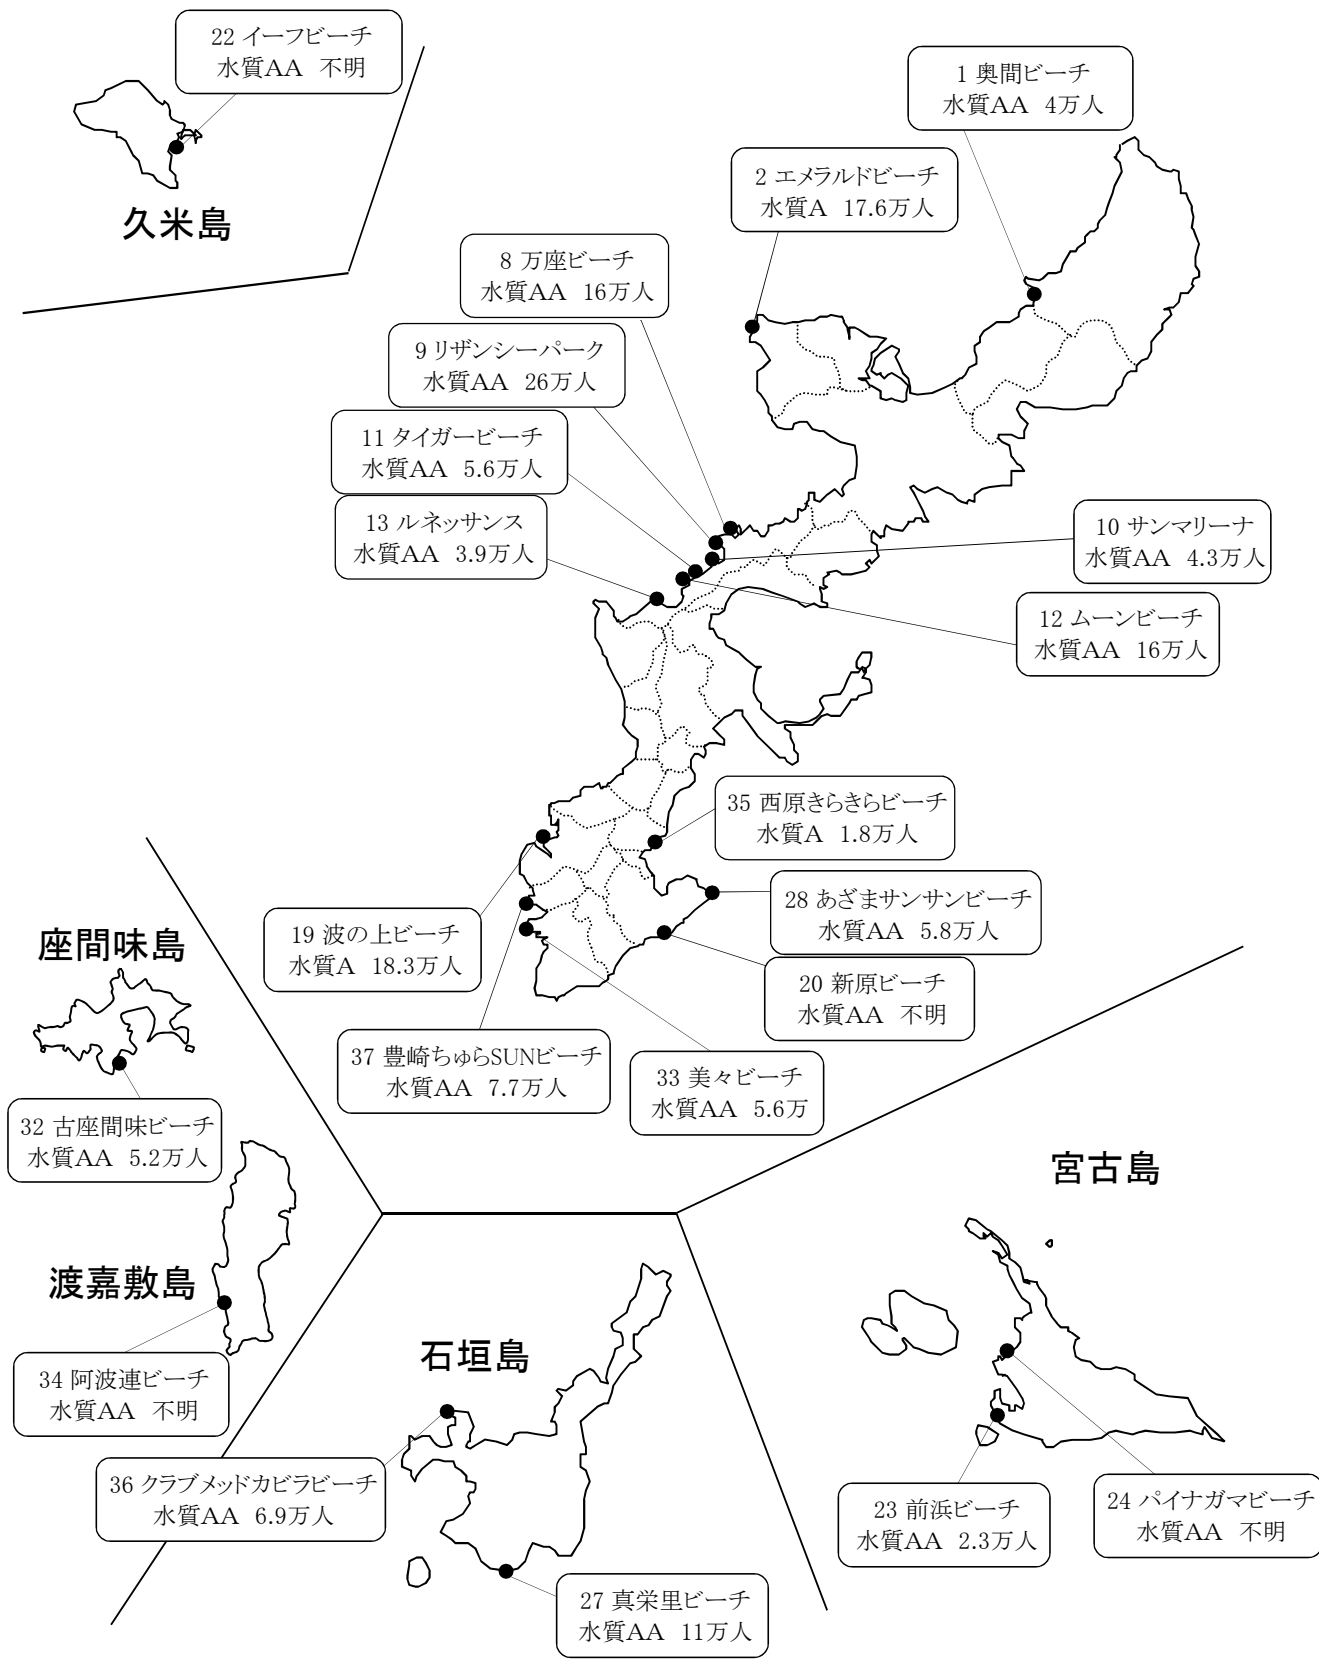 22 イーフビーチ
水質AA 不明
久米島
1 奥間ビーチ
水質AA 4万人
2 エメラルドビーチ
水質A 17.6万人
8 万座ビーチ
水質AA 16万人
9 リザンシーパーク
水質AA 26万人
11 タイガービーチ
水質AA 5.6万人
13 ルネッサンス
水質AA 3.9万人
10 サンマリーナ
水質AA 4.3万人
12 ムーンビーチ
水質AA 16万人
35 西原きらきらビーチ
水質A 1.8万人
28 あざまサンサンビーチ
水質AA 5.8万人
19 波の上ビーチ
水質A 18.3万人
20 新原ビーチ
水質AA 不明
37 豊崎ちゅらSUNビーチ
水質AA 7.7万人
33 美々ビーチ
水質AA 5.6万
座間味島
32 古座間味ビーチ
水質AA 5.2万人
渡嘉敷島
34 阿波連ビーチ
水質AA 不明
石垣島
36 クラブメッドカビラビーチ
水質AA 6.9万人
27 真栄里ビーチ
水質AA 11万人
宮古島
23 前浜ビーチ
水質AA 2.3万人
24 パイナガマビーチ
水質AA 不明